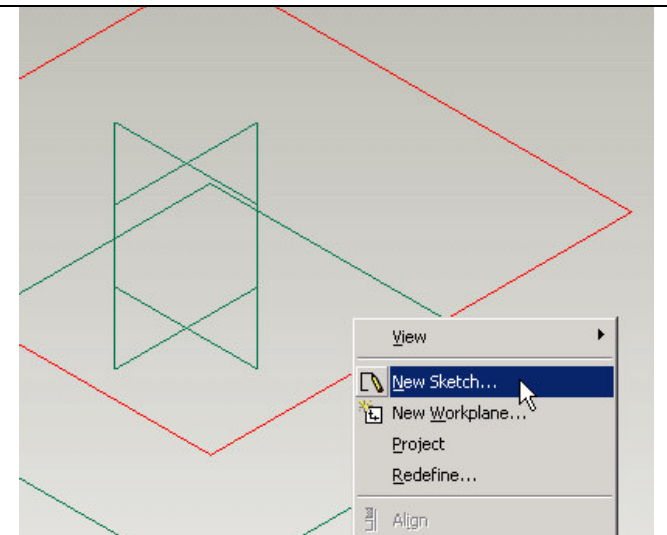 View
New Sketch...
New Workplane...
Project
Redefine...
Align